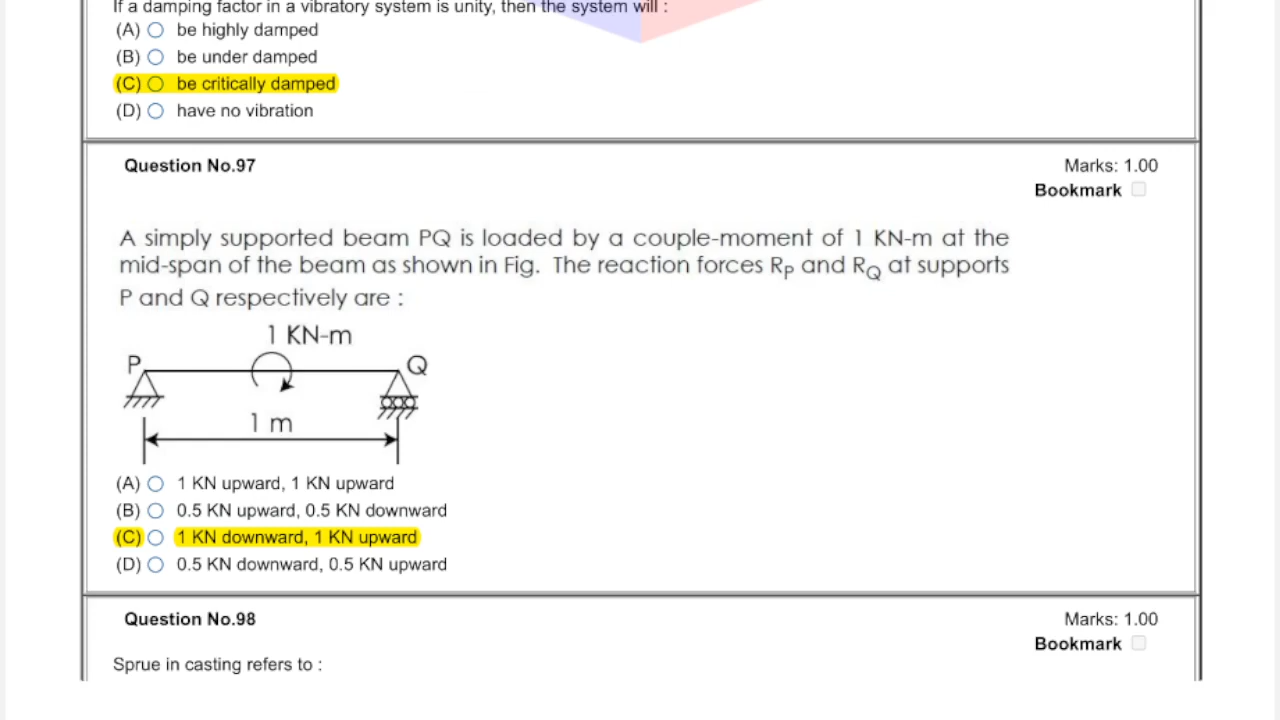 If a damping factor in a vibratory system is unity, then the system will :
(A) be highly damped
(B) be under damped
(C) be critically damped
(D) have no vibration
Question No.97 Marks: 1.00
Bookmark
A simply supported beam PQ is loaded by a couple-moment of 1 KN-m at the
mid-span of the beam as shown in Fig. The reaction forces RP and RQ at supports
P and Q respectively are :
1 KN-m
P Q
1 m
(A) 1 KN upward, 1 KN upward
(B) 0.5 KN upward, 0.5 KN downward
(C) 1 KN downward, 1 KN upward
(D) 0.5 KN downward, 0.5 KN upward
Question No.98 Marks: 1.00
Bookmark
Sprue in casting refers to :